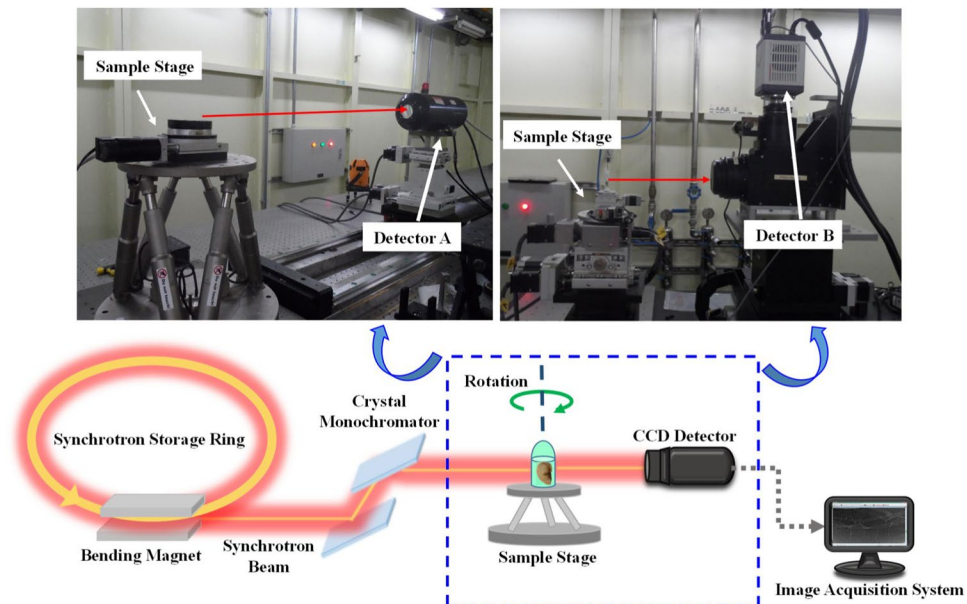 Sample Stage
Detector A
Sample Stage
Detector B
Rotation
Crystal
Monochromator
CCD Detector
Synchrotron Storage Ring
Bending Magnet
Synchrotron
Beam
Sample Stage
Image Acquisition System